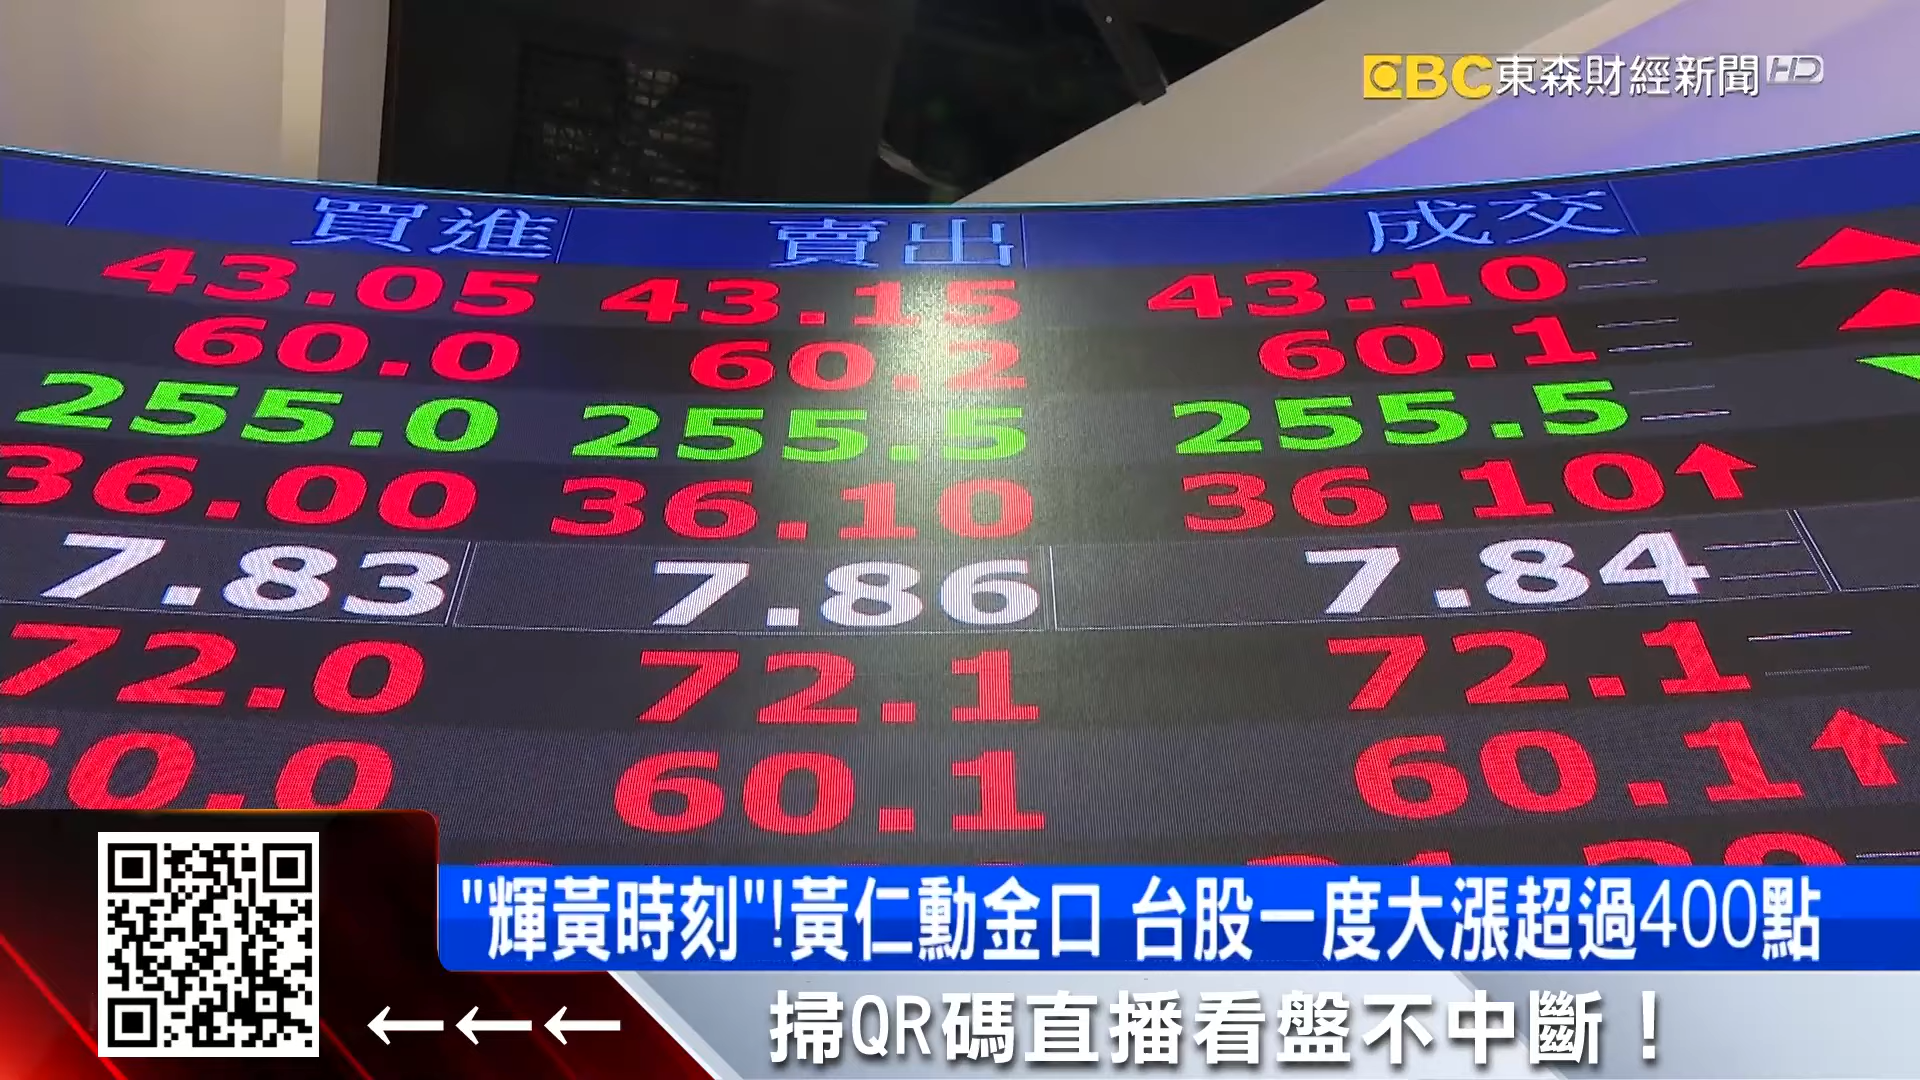 EBC東森財經新聞HD
買進 賣出 成交
43.05 43.15 43.10
60.0 60.2 60.1
255.0 255.5 255.5
36.00 36.10 36.10
7.83 7.86 7.84
72.0 72.1 72.1
60.0 60.1 60.1
"輝黃時刻"!黃仁勳金口 台股一度大漲超過400點
←←← 掃QR碼直播看盤不中斷！